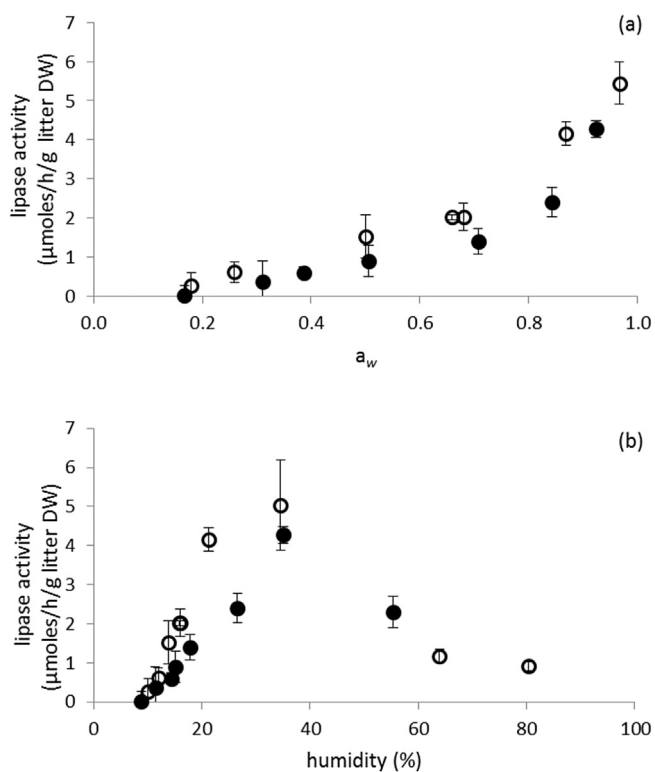 (a)
lipase activity
(µmoles/h/g litter DW)
7
6
5
4
3
2
1
0
0.0 0.2 0.4 0.6 0.8 1.0
aw
(b)
lipase activity
(µmoles/h/g litter DW)
7
6
5
4
3
2
1
0
0 20 40 60 80 100
humidity (%)